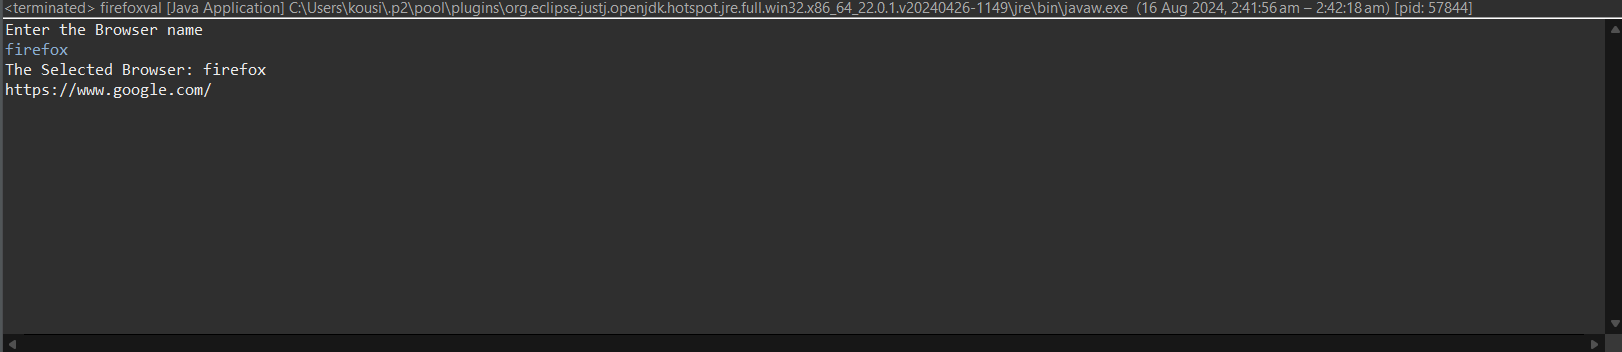 <terminated> firefoxval [Java Application] C:\Users\kousi\.p2\pool\plugins\org.eclipse.justj.openjdk.hotspot.jre.full.win32.x86_64_22.0.1.v20240426-1149\jre\bin\javaw.exe (16 Aug 2024, 2:41:56 am – 2:42:18 am) [pid: 57844]
Enter the Browser name
firefox
The Selected Browser: firefox
https://www.google.com/